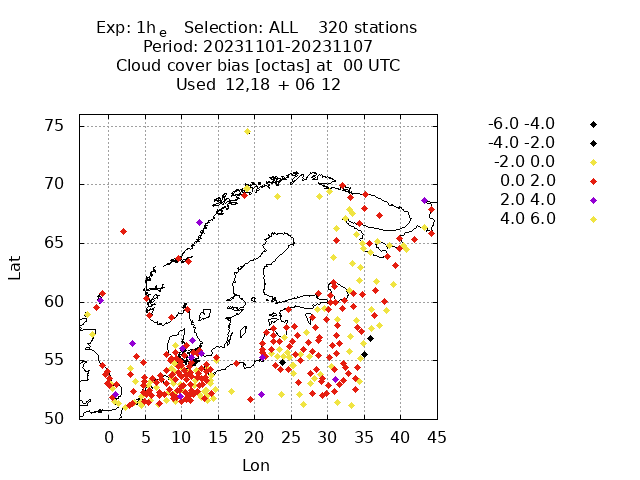 Exp: 1h e Selection: ALL 320 stations
Period: 20231101-20231107
Cloud cover bias [octas] at 00 UTC
Used 12,18 + 06 12
75
70
65
60
55
50
Lat
0 5 10 15 20 25 30 35 40 45
Lon
-6.0 -4.0
-4.0 -2.0
-2.0 0.0
0.0 2.0
2.0 4.0
4.0 6.0